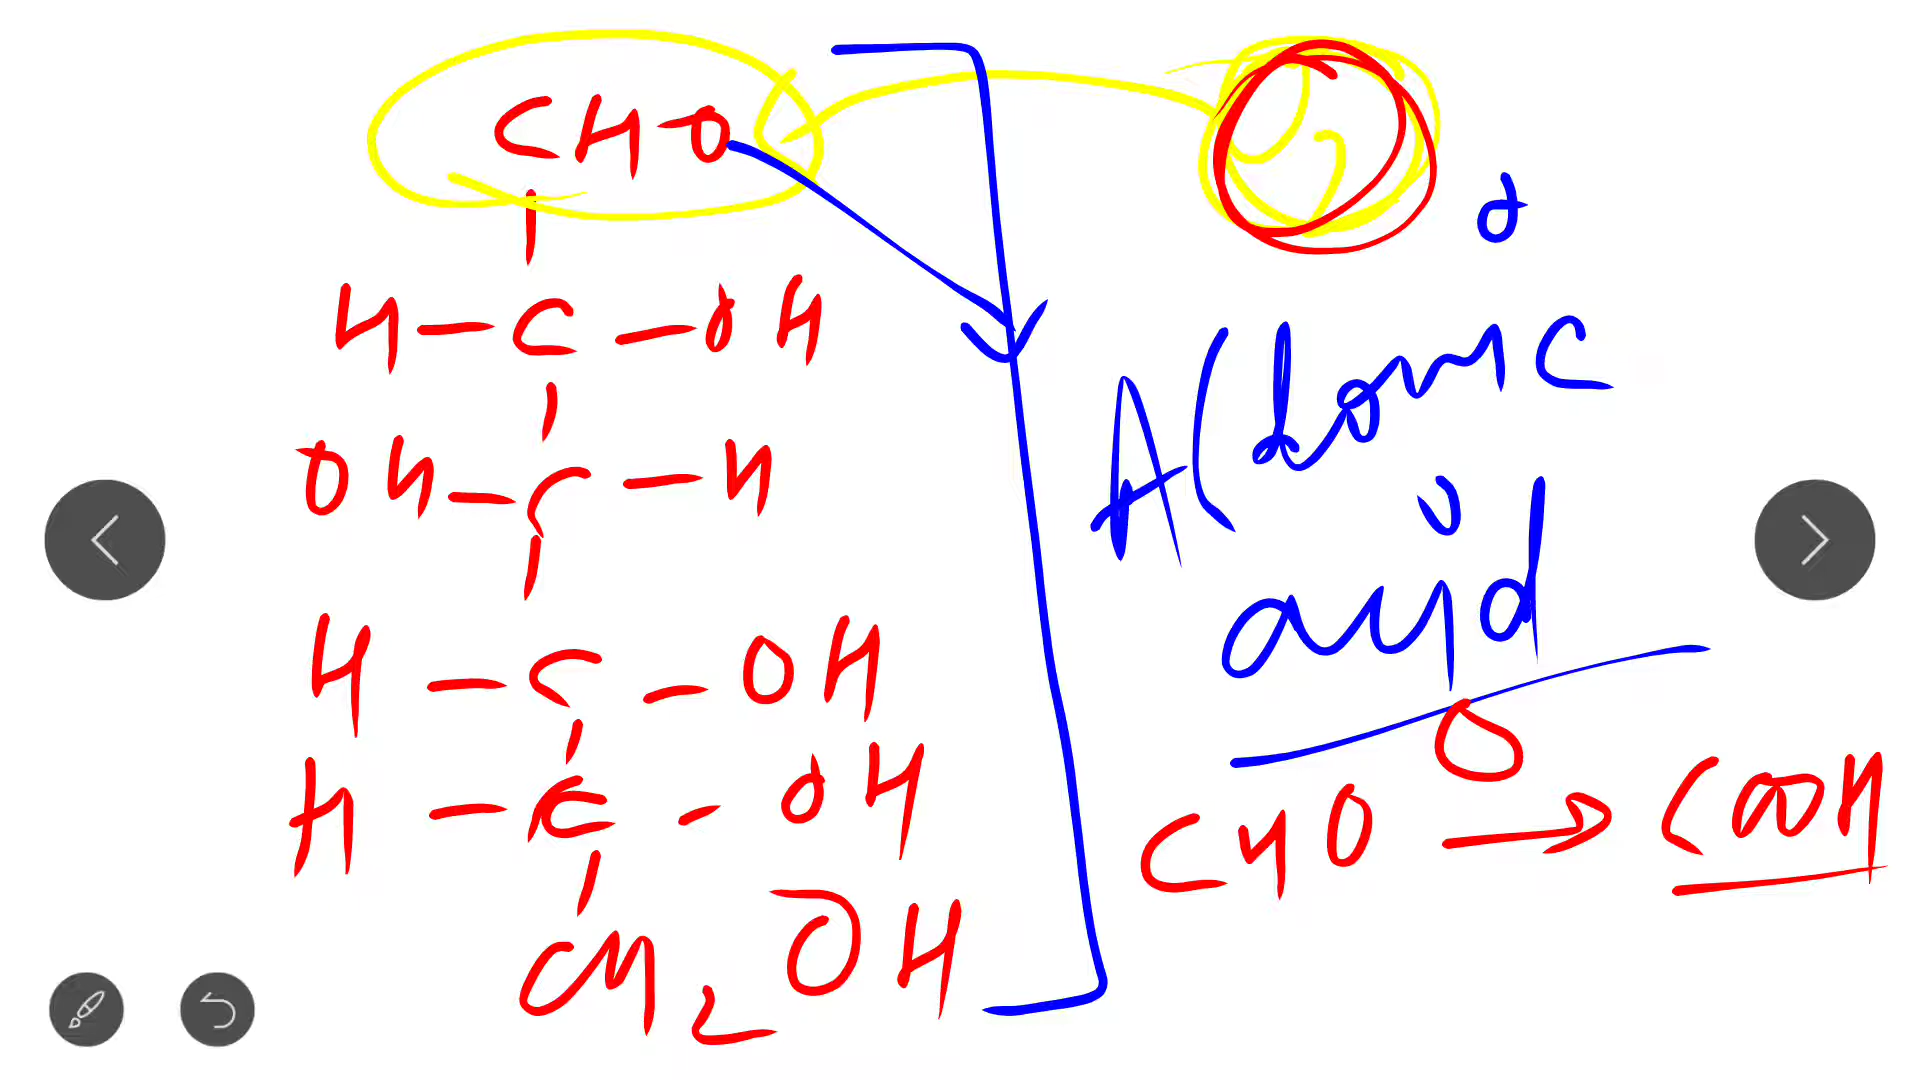 CHO
H-C-OH
OH-C-H
H-C-OH
H-C-OH
CH2OH
Aldonic
acid
O
CHO → COOH